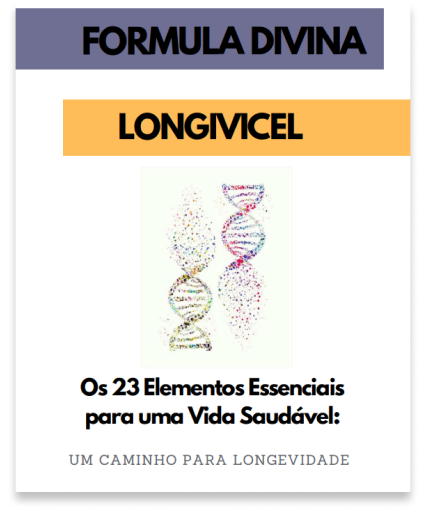 FORMULA DIVINA
LONGIVICEL
Os 23 Elementos Essenciais
para uma Vida Saudável:
UM CAMINHO PARA LONGEVIDADE